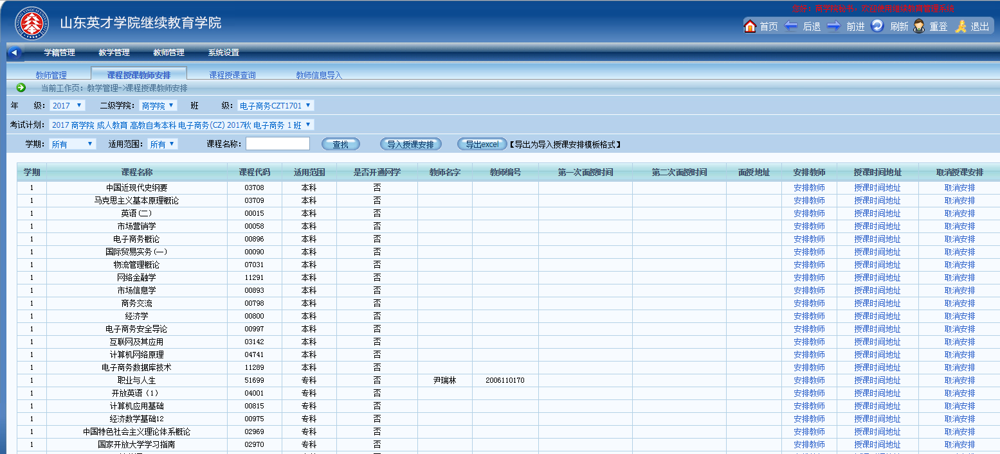 山东英才学院继续教育学院
您好：商学院秘书，欢迎使用继续教育管理系统
首页 后退 前进 刷新 重登 退出
学籍管理 教学管理 教师管理 系统设置
教师管理 课程授课教师安排 课程授课查询 教师信息导入
当前工作页：教学管理->课程授课教师安排
年 级：2017 二级学院：商学院 班 级：电子商务CZT1701
考试计划：2017 商学院 成人教育 高教自考本科 电子商务(CZ) 2017秋 电子商务 1 班
学期：所有 适用范围：所有 课程名称： 查找 导入授课安排 导出excel 【导出为导入授课安排模板格式】
学期 课程名称 课程代码 适用范围 是否开通网学 教师名字 教师编号 第一次面授时间 第二次面授时间 面授地址 安排教师 授课时间地址 取消授课安排
1 中国近现代史纲要 03708 本科 否 安排教师 授课时间地址 取消安排
1 马克思主义基本原理概论 03709 本科 否 安排教师 授课时间地址 取消安排
1 英语(二) 00015 本科 否 安排教师 授课时间地址 取消安排
1 市场营销学 00058 本科 否 安排教师 授课时间地址 取消安排
1 电子商务概论 00896 本科 否 安排教师 授课时间地址 取消安排
1 国际贸易实务(一) 00090 本科 否 安排教师 授课时间地址 取消安排
1 物流管理概论 07031 本科 否 安排教师 授课时间地址 取消安排
1 网络金融学 11291 本科 否 安排教师 授课时间地址 取消安排
1 市场信息学 00893 本科 否 安排教师 授课时间地址 取消安排
1 商务交流 00798 本科 否 安排教师 授课时间地址 取消安排
1 经济学 00800 本科 否 安排教师 授课时间地址 取消安排
1 电子商务安全导论 00997 本科 否 安排教师 授课时间地址 取消安排
1 互联网及其应用 03142 本科 否 安排教师 授课时间地址 取消安排
1 计算机网络原理 04741 本科 否 安排教师 授课时间地址 取消安排
1 电子商务数据库技术 11289 本科 否 安排教师 授课时间地址 取消安排
1 职业与人生 51699 专科 否 尹瑞林 2006110170 安排教师 授课时间地址 取消安排
1 开放英语（1） 04001 专科 否 安排教师 授课时间地址 取消安排
1 计算机应用基础 00815 专科 否 安排教师 授课时间地址 取消安排
1 经济数学基础12 00975 专科 否 安排教师 授课时间地址 取消安排
1 中国特色社会主义理论体系概论 02969 专科 否 安排教师 授课时间地址 取消安排
1 国家开放大学学习指南 02970 专科 否 安排教师 授课时间地址 取消安排